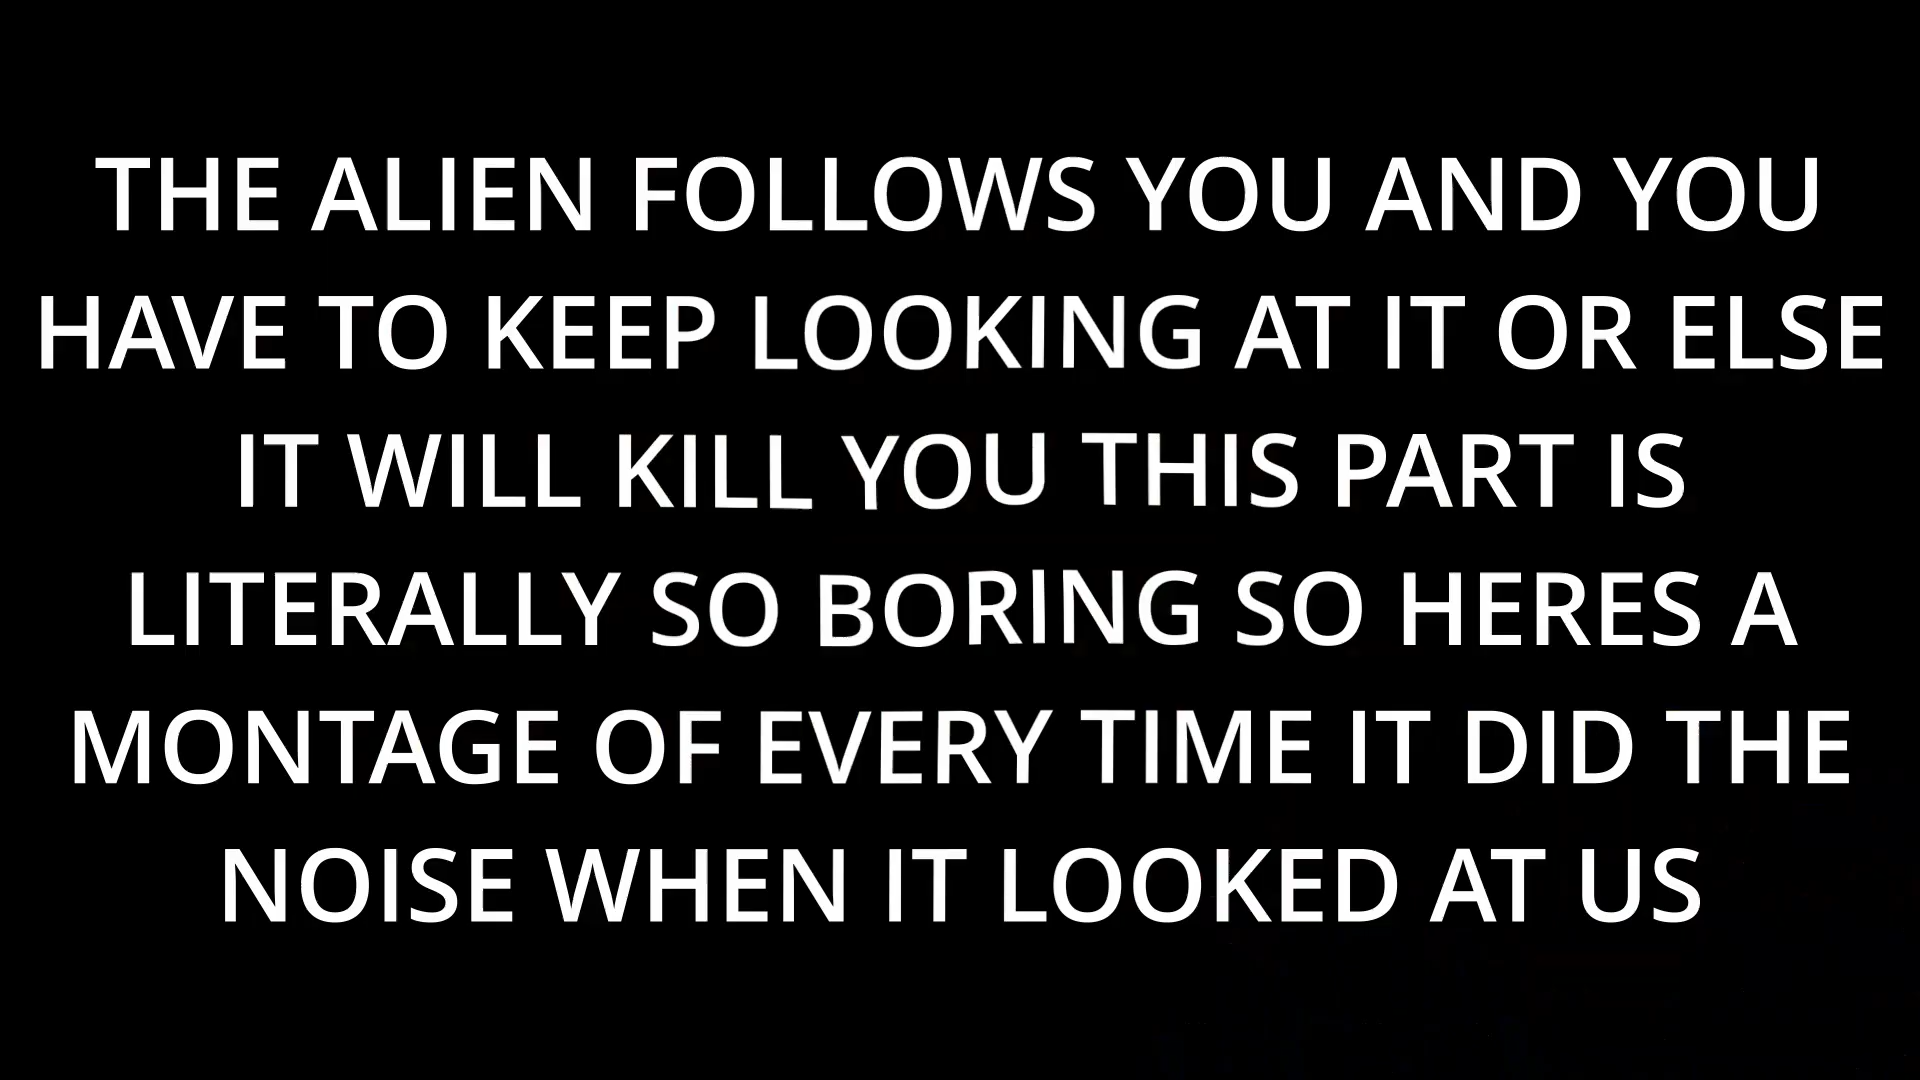 THE ALIEN FOLLOWS YOU AND YOU
HAVE TO KEEP LOOKING AT IT OR ELSE
IT WILL KILL YOU THIS PART IS
LITERALLY SO BORING SO HERES A
MONTAGE OF EVERY TIME IT DID THE
NOISE WHEN IT LOOKED AT US